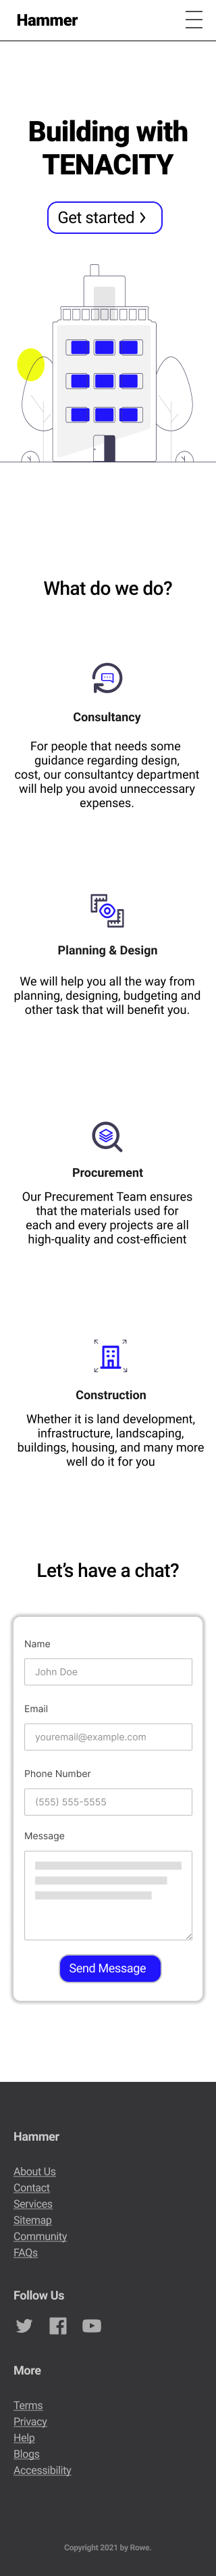 Hammer
Building with
TENACITY
Get started >
What do we do?
Consultancy
For people that needs some
guidance regarding design,
cost, our consultantcy department
will help you avoid unneccessary
expenses.
Planning & Design
We will help you all the way from
planning, designing, budgeting and
other task that will benefit you.
Procurement
Our Precurement Team ensures
that the materials used for
each and every projects are all
high-quality and cost-efficient
Construction
Whether it is land development,
infrastructure, landscaping,
buildings, housing, and many more
well do it for you
Let’s have a chat?
Name
John Doe
Email
youremail@example.com
Phone Number
(555) 555-5555
Message
Send Message
Hammer
About Us
Contact
Services
Sitemap
Community
FAQs
Follow Us
More
Terms
Privacy
Help
Blogs
Accessibility
Copyright 2021 by Rowe.